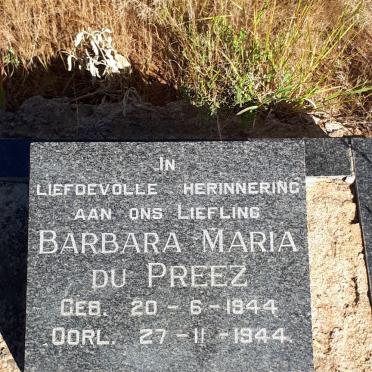 IN
LIEFDEVOLLE HERINNERING
AAN ONS LIEFLING
BARBARA MARIA
DU PREEZ
GEB. 20-6-1944
OORL. 27-11-1944.